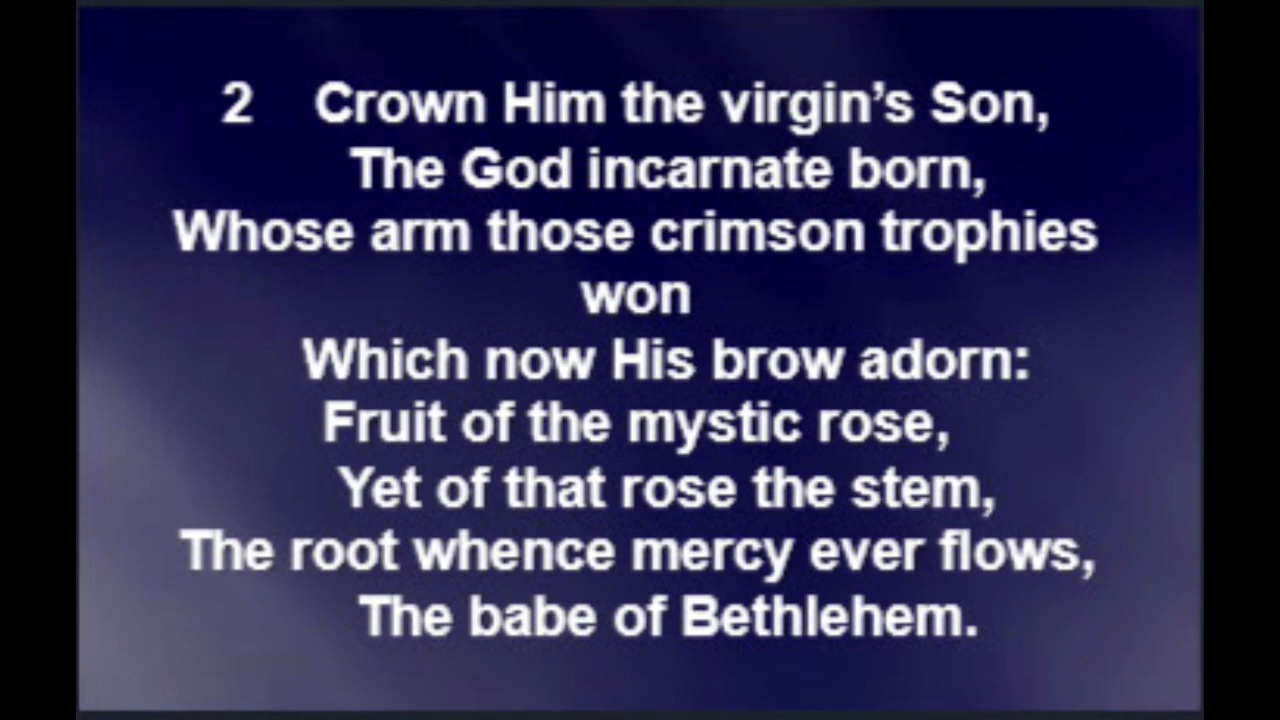 2 Crown Him the virgin’s Son,
The God incarnate born,
Whose arm those crimson trophies
won
Which now His brow adorn:
Fruit of the mystic rose,
Yet of that rose the stem,
The root whence mercy ever flows,
The babe of Bethlehem.